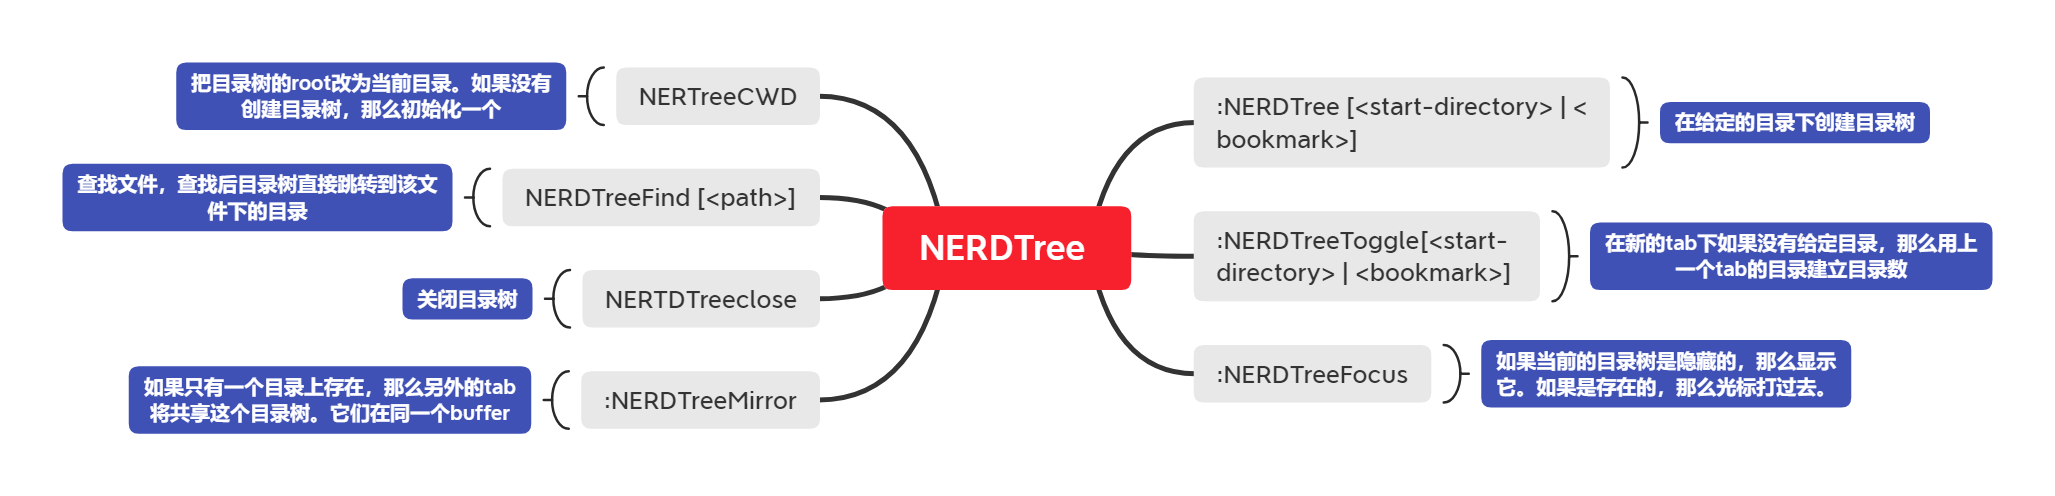 把目录树的root改为当前目录。如果没有
创建目录树，那么初始化一个
NERTreeCWD
查找文件，查找后目录树直接跳转到该文
件下的目录
NERDTreeFind [<path>]
关闭目录树
NERTDTreeclose
如果只有一个目录上存在，那么另外的tab
将共享这个目录树。它们在同一个buffer
:NERDTreeMirror
NERDTree
:NERDTree [<start-directory> | <
bookmark>]
在给定的目录下创建目录树
:NERDTreeToggle[<start-
directory> | <bookmark>]
在新的tab下如果没有给定目录，那么用上
一个tab的目录建立目录数
:NERDTreeFocus
如果当前的目录树是隐藏的，那么显示
它。如果是存在的，那么光标打过去。